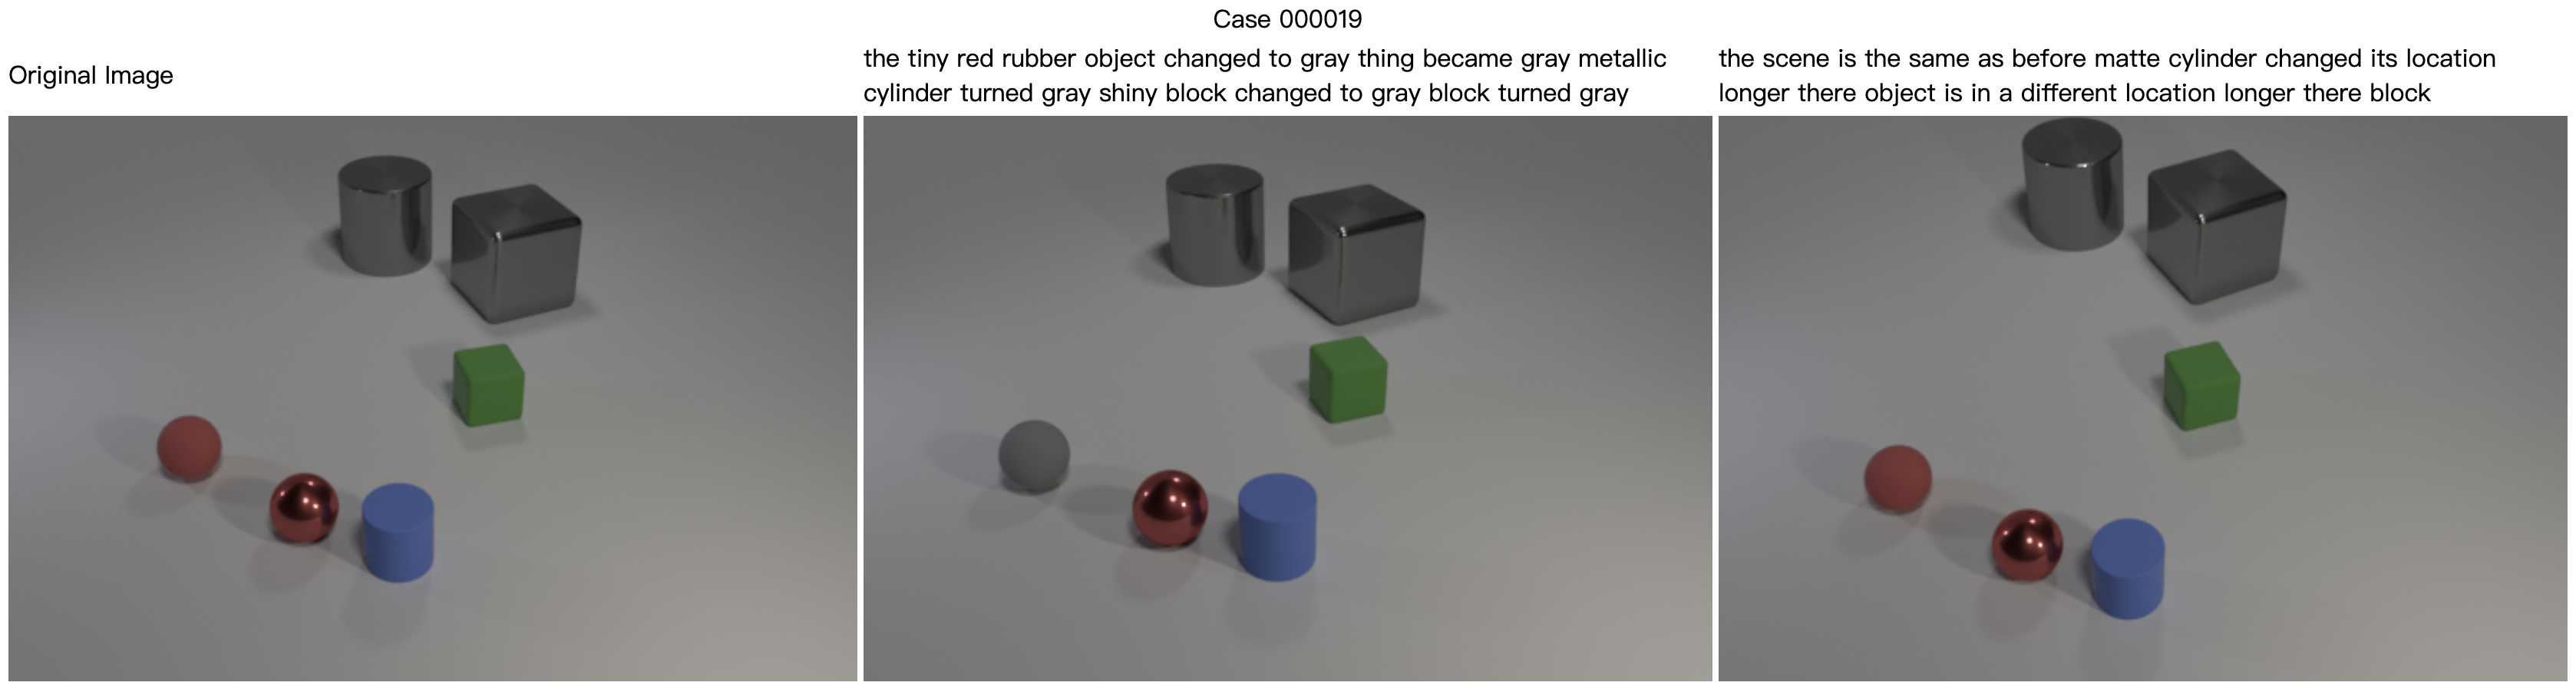 Case 000019
Original Image
the tiny red rubber object changed to gray thing became gray metallic
cylinder turned gray shiny block changed to gray block turned gray
the scene is the same as before matte cylinder changed its location
longer there object is in a different location longer there block